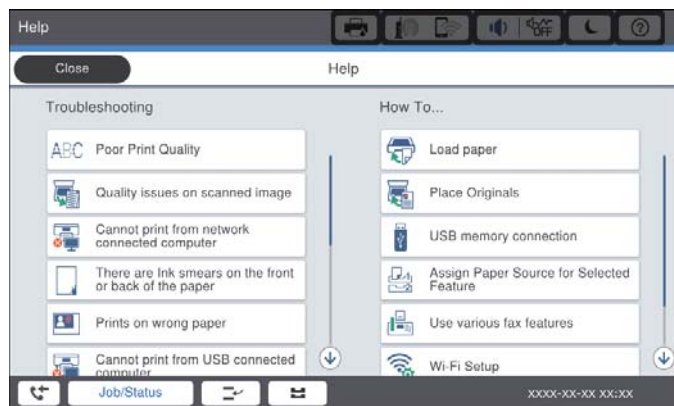 Help
OFF
Close
Help
Troubleshooting
How To...
ABC
Poor Print Quality
Load paper
Quality issues on scanned image
Place Originals
Cannot print from network
connected computer
USB memory connection
There are Ink smears on the front
or back of the paper
Assign Paper Source for Selected
Feature
Prints on wrong paper
Use various fax features
Cannot print from USB connected
computer
Wi-Fi Setup
Job/Status
xxxx-xx-xx xx:xx